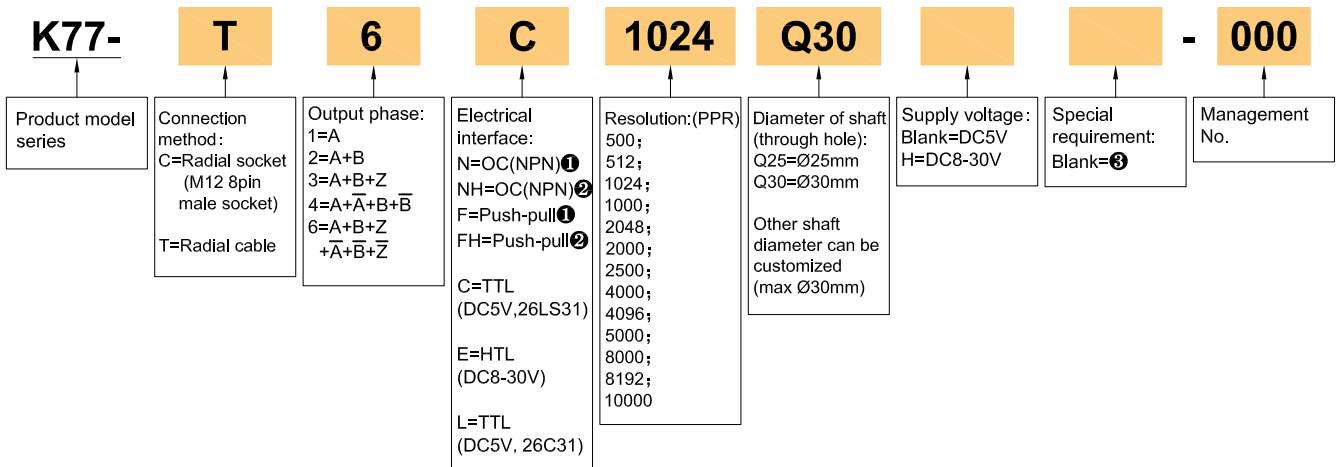 K77- T 6 C 1024 Q30 - 000
Product model
series
Connection
method:
C=Radial socket
(M12 8pin
male socket)
T=Radial cable
Output phase:
1=A
2=A+B
3=A+B+Z
4=A+A̅+B+B̅
6=A+B+Z
+A̅+B̅+Z̅
Electrical
interface:
N=OC(NPN)❶
NH=OC(NPN)❷
F=Push-pull❶
FH=Push-pull❷
C=TTL
(DC5V,26LS31)
E=HTL
(DC8-30V)
L=TTL
(DC5V, 26C31)
Resolution:(PPR)
500;
512;
1024;
1000;
2048;
2000;
2500;
4000;
4096;
5000;
8000;
8192;
10000
Diameter of shaft
(through hole):
Q25=Ø25mm
Q30=Ø30mm
Other shaft
diameter can be
customized
(max Ø30mm)
Supply voltage:
Blank=DC5V
H=DC8-30V
Special
requirement:
Blank=❸
Management
No.